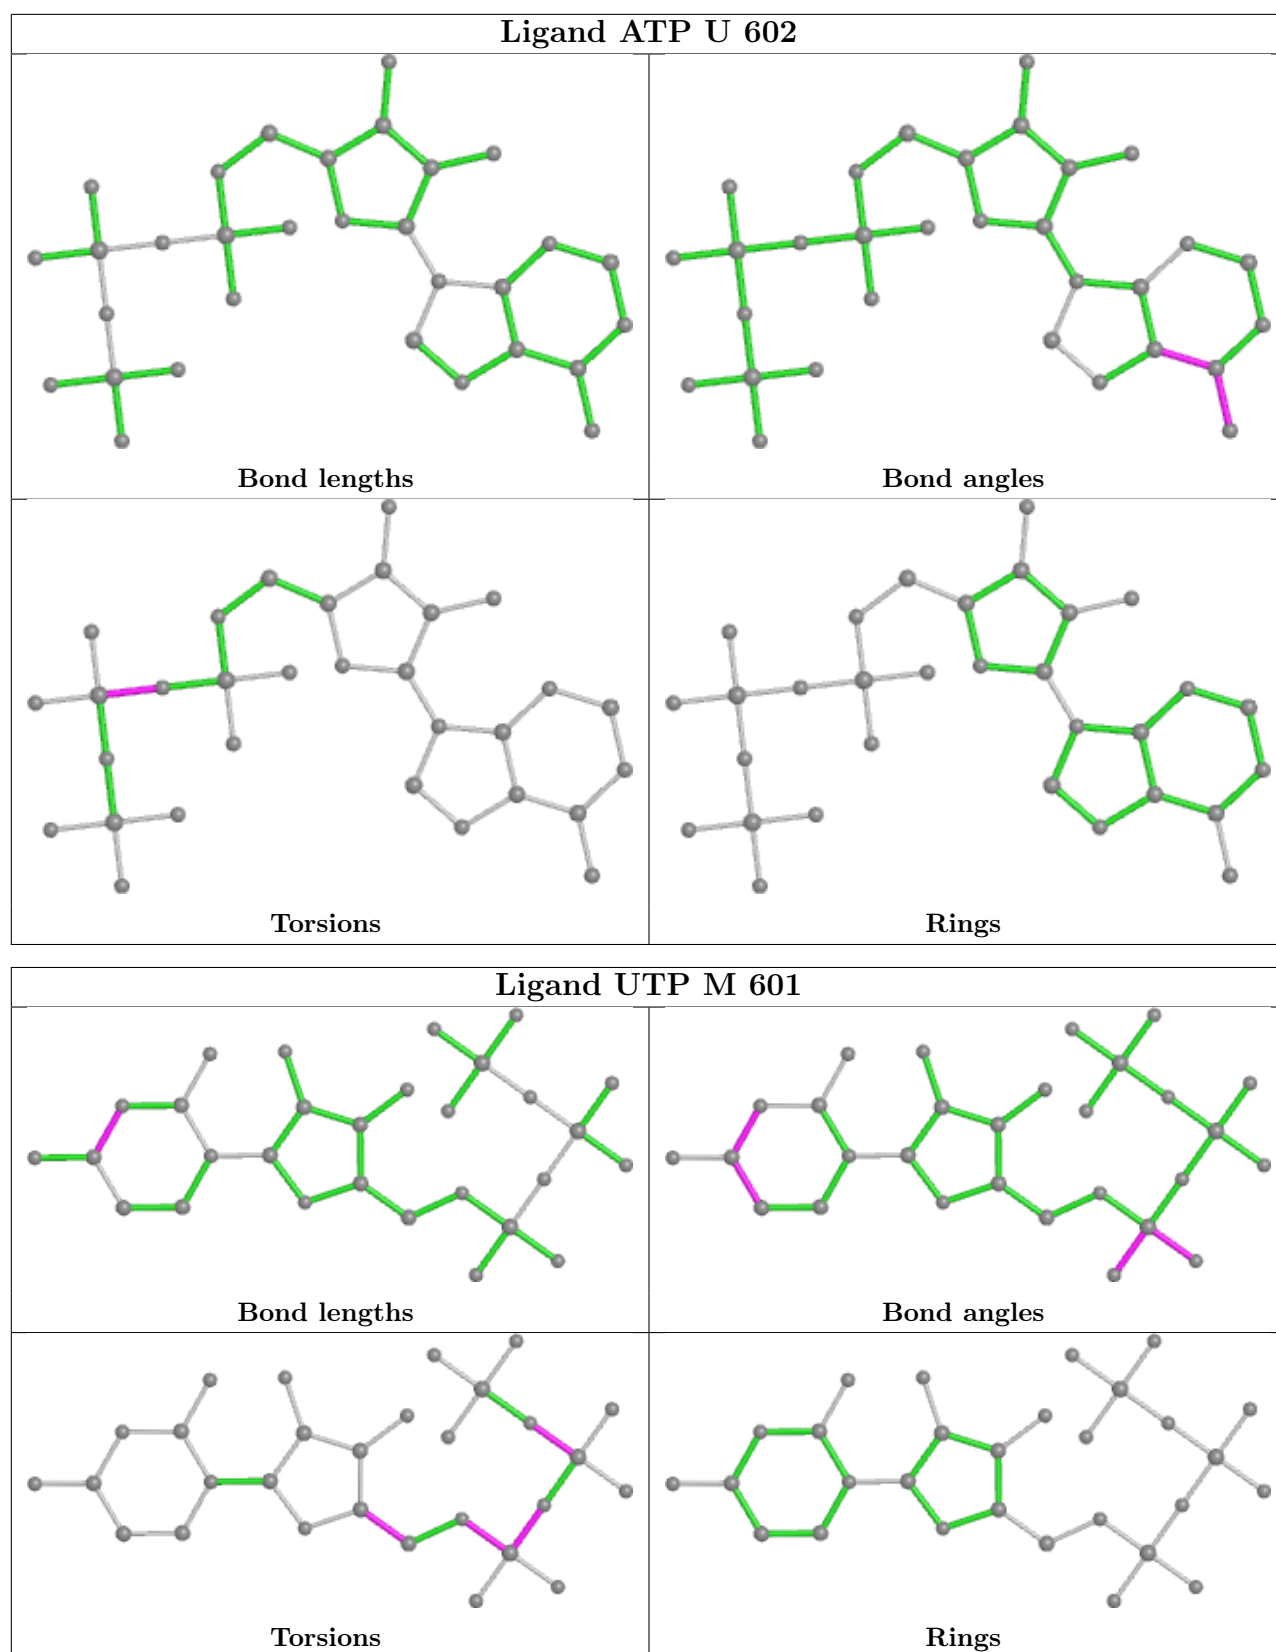 Ligand ATP U 602
Bond lengths
Bond angles
Torsions
Rings
Ligand UTP M 601
Bond lengths
Bond angles
Torsions
Rings